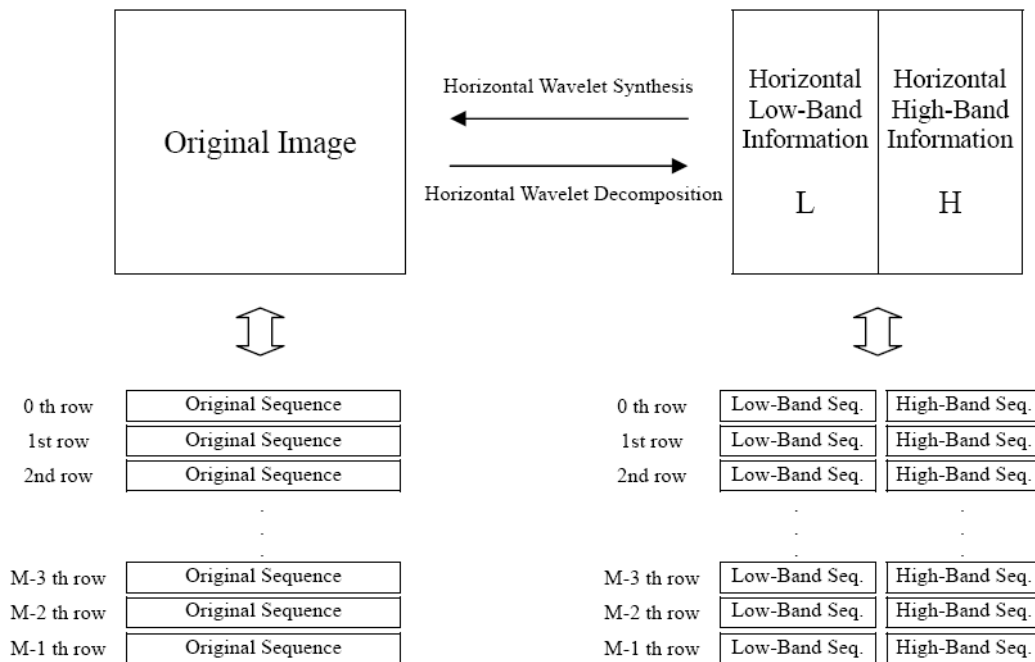 Original Image
Horizontal Wavelet Synthesis
Horizontal Wavelet Decomposition
Horizontal
Low-Band
Information
L
Horizontal
High-Band
Information
H
0 th row Original Sequence
1st row Original Sequence
2nd row Original Sequence
.
.
.
M-3 th row Original Sequence
M-2 th row Original Sequence
M-1 th row Original Sequence
0 th row Low-Band Seq. High-Band Seq.
1st row Low-Band Seq. High-Band Seq.
2nd row Low-Band Seq. High-Band Seq.
. .
. .
. .
M-3 th row Low-Band Seq. High-Band Seq.
M-2 th row Low-Band Seq. High-Band Seq.
M-1 th row Low-Band Seq. High-Band Seq.